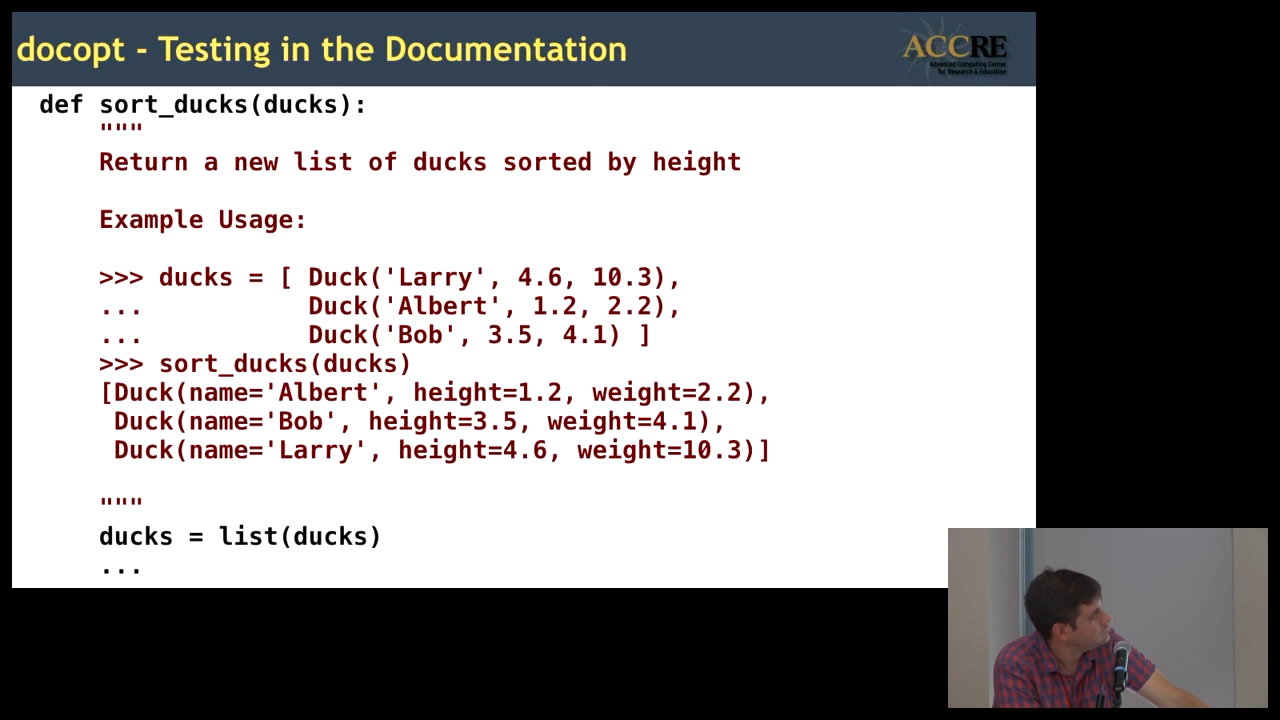 docopt - Testing in the Documentation
ACCRE
Advanced Computing Center
for Research & Education
def sort_ducks(ducks):
"""
Return a new list of ducks sorted by height
Example Usage:
>>> ducks = [ Duck('Larry', 4.6, 10.3),
...           Duck('Albert', 1.2, 2.2),
...           Duck('Bob', 3.5, 4.1) ]
>>> sort_ducks(ducks)
[Duck(name='Albert', height=1.2, weight=2.2),
Duck(name='Bob', height=3.5, weight=4.1),
Duck(name='Larry', height=4.6, weight=10.3)]
"""
ducks = list(ducks)
...